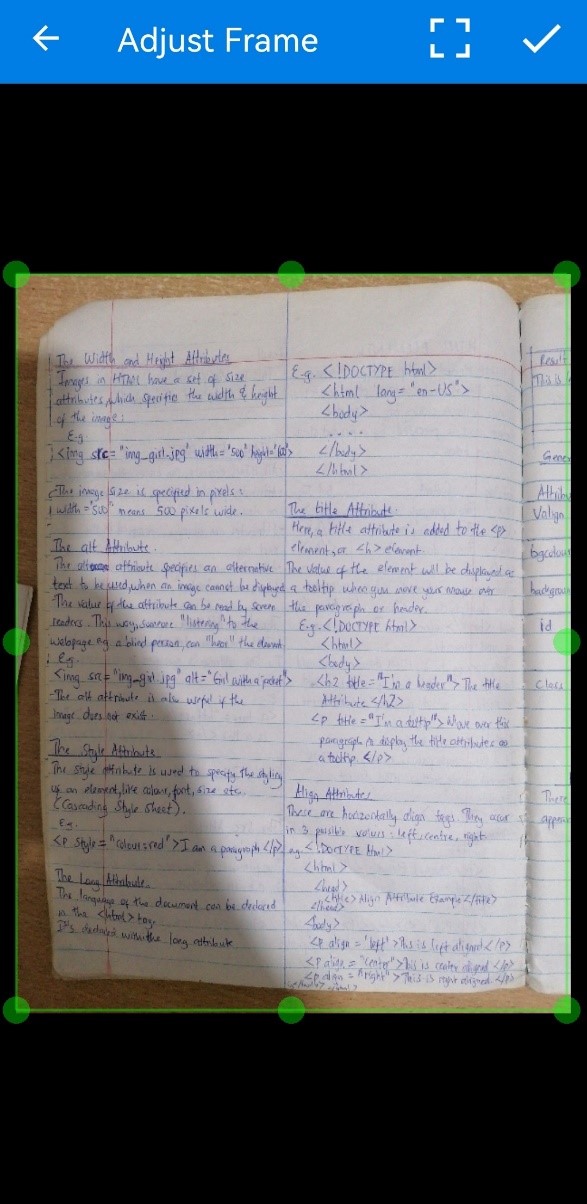 Adjust Frame
The Width and Height Attributes
Images in HTML have a set of size
attributes, which specifies the width & height
of the image:
E.g
<img src="img_girl.jpg" width="500" height="600">
The image size is specified in pixels:
width="500" means 500 pixels wide.
The alt Attribute.
The alt attribute specifies an alternative
text to be used, when an image cannot be displayed
The value of the attribute can be read by screen
readers. This way, someone "listening" to the
webpage e.g a blind person, can "hear" the element
E.g.
<img src="img_girl.jpg" alt="Girl with a jacket">
The alt attribute is also useful if the
image does not exist:
The Style Attribute
The style attribute is used to specify the styling
of an element, like colour, font, size etc.
(Cascading Style Sheet).
E.g.
<p style="colour:red">I am a paragraph</p>
The Lang Attribute.
The language of the document can be declared
in the <html> tag.
It's declared with the lang attribute
E.g. <!DOCTYPE html>
<html lang="en-US">
<body>
....
</body>
</html>
The title Attribute
Here, a title attribute is added to the <p>
element, or <h> element.
The value of the element will be displayed as
a tooltip when you move your mouse over
the paragraph or header.
E.g. <!DOCTYPE html>
<html>
<body>
<h2 title="I'm a header"> The title
Attribute </h2>
<p title="I'm a tooltip"> Move over this
paragraph to display the title attributes as
a tooltip </p>
Align Attributes
These are horizontally align tags. They occur
in 3 possible values: left, centre, right
e.g. <!DOCTYPE html>
<html>
<head>
<title> Align Attribute Example </title>
</head>
<body>
<p align="left">This is left aligned</p>
<p align="center">This is center aligned </p>
<p align="right">This is right aligned </p>
</body> </html>
Result
This is
Gener
Attribu
Valign
bgcolour
background
id
Class
These
appear